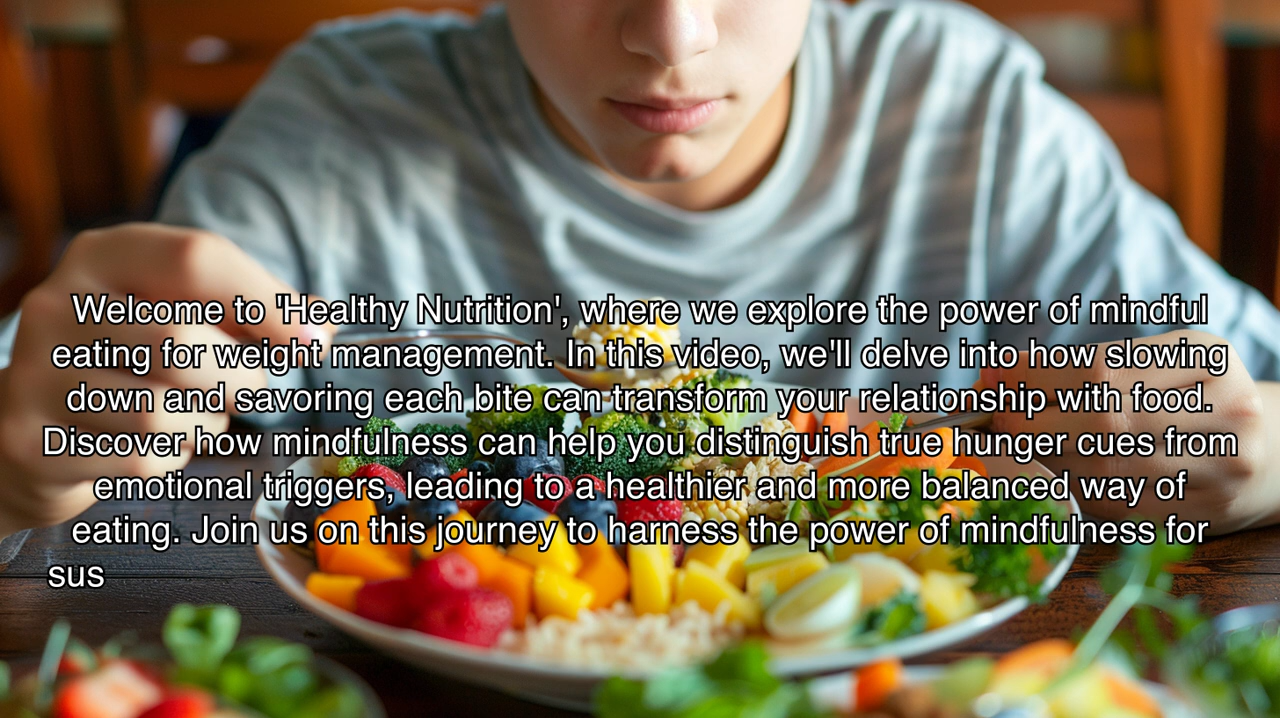 Welcome to 'Healthy Nutrition', where we explore the power of mindful
eating for weight management. In this video, we'll delve into how slowing
down and savoring each bite can transform your relationship with food.
Discover how mindfulness can help you distinguish true hunger cues from
emotional triggers, leading to a healthier and more balanced way of
eating. Join us on this journey to harness the power of mindfulness for
sus